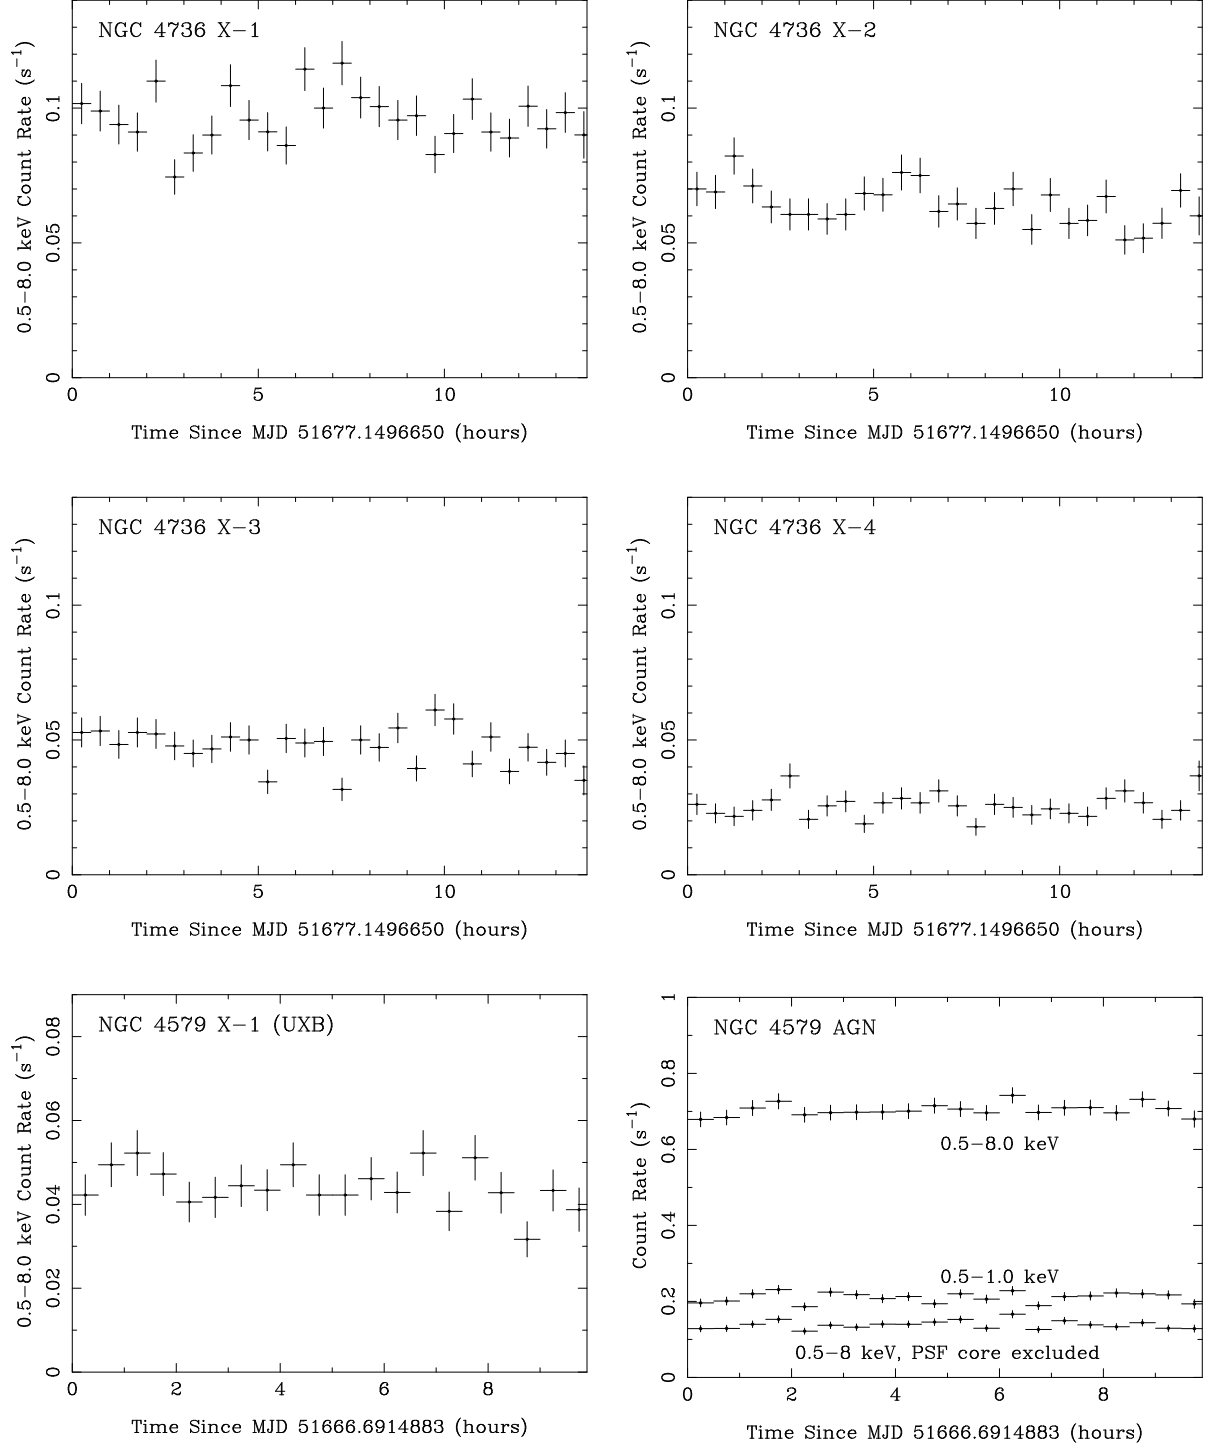 NGC 4736 X−1
0.5−8.0 keV Count Rate (s⁻¹)
0 0.05 0.1
0 5 10
Time Since MJD 51677.1496650 (hours)
NGC 4736 X−2
0.5−8.0 keV Count Rate (s⁻¹)
0 0.05 0.1
0 5 10
Time Since MJD 51677.1496650 (hours)
NGC 4736 X−3
0.5−8.0 keV Count Rate (s⁻¹)
0 0.05 0.1
0 5 10
Time Since MJD 51677.1496650 (hours)
NGC 4736 X−4
0.5−8.0 keV Count Rate (s⁻¹)
0 0.05 0.1
0 5 10
Time Since MJD 51677.1496650 (hours)
NGC 4579 X−1 (UXB)
0.5−8.0 keV Count Rate (s⁻¹)
0 0.02 0.04 0.06 0.08
0 2 4 6 8
Time Since MJD 51666.6914883 (hours)
NGC 4579 AGN
Count Rate (s⁻¹)
0 0.2 0.4 0.6 0.8 1
0.5−8.0 keV
0.5−1.0 keV
0.5−8 keV, PSF core excluded
0 2 4 6 8
Time Since MJD 51666.6914883 (hours)